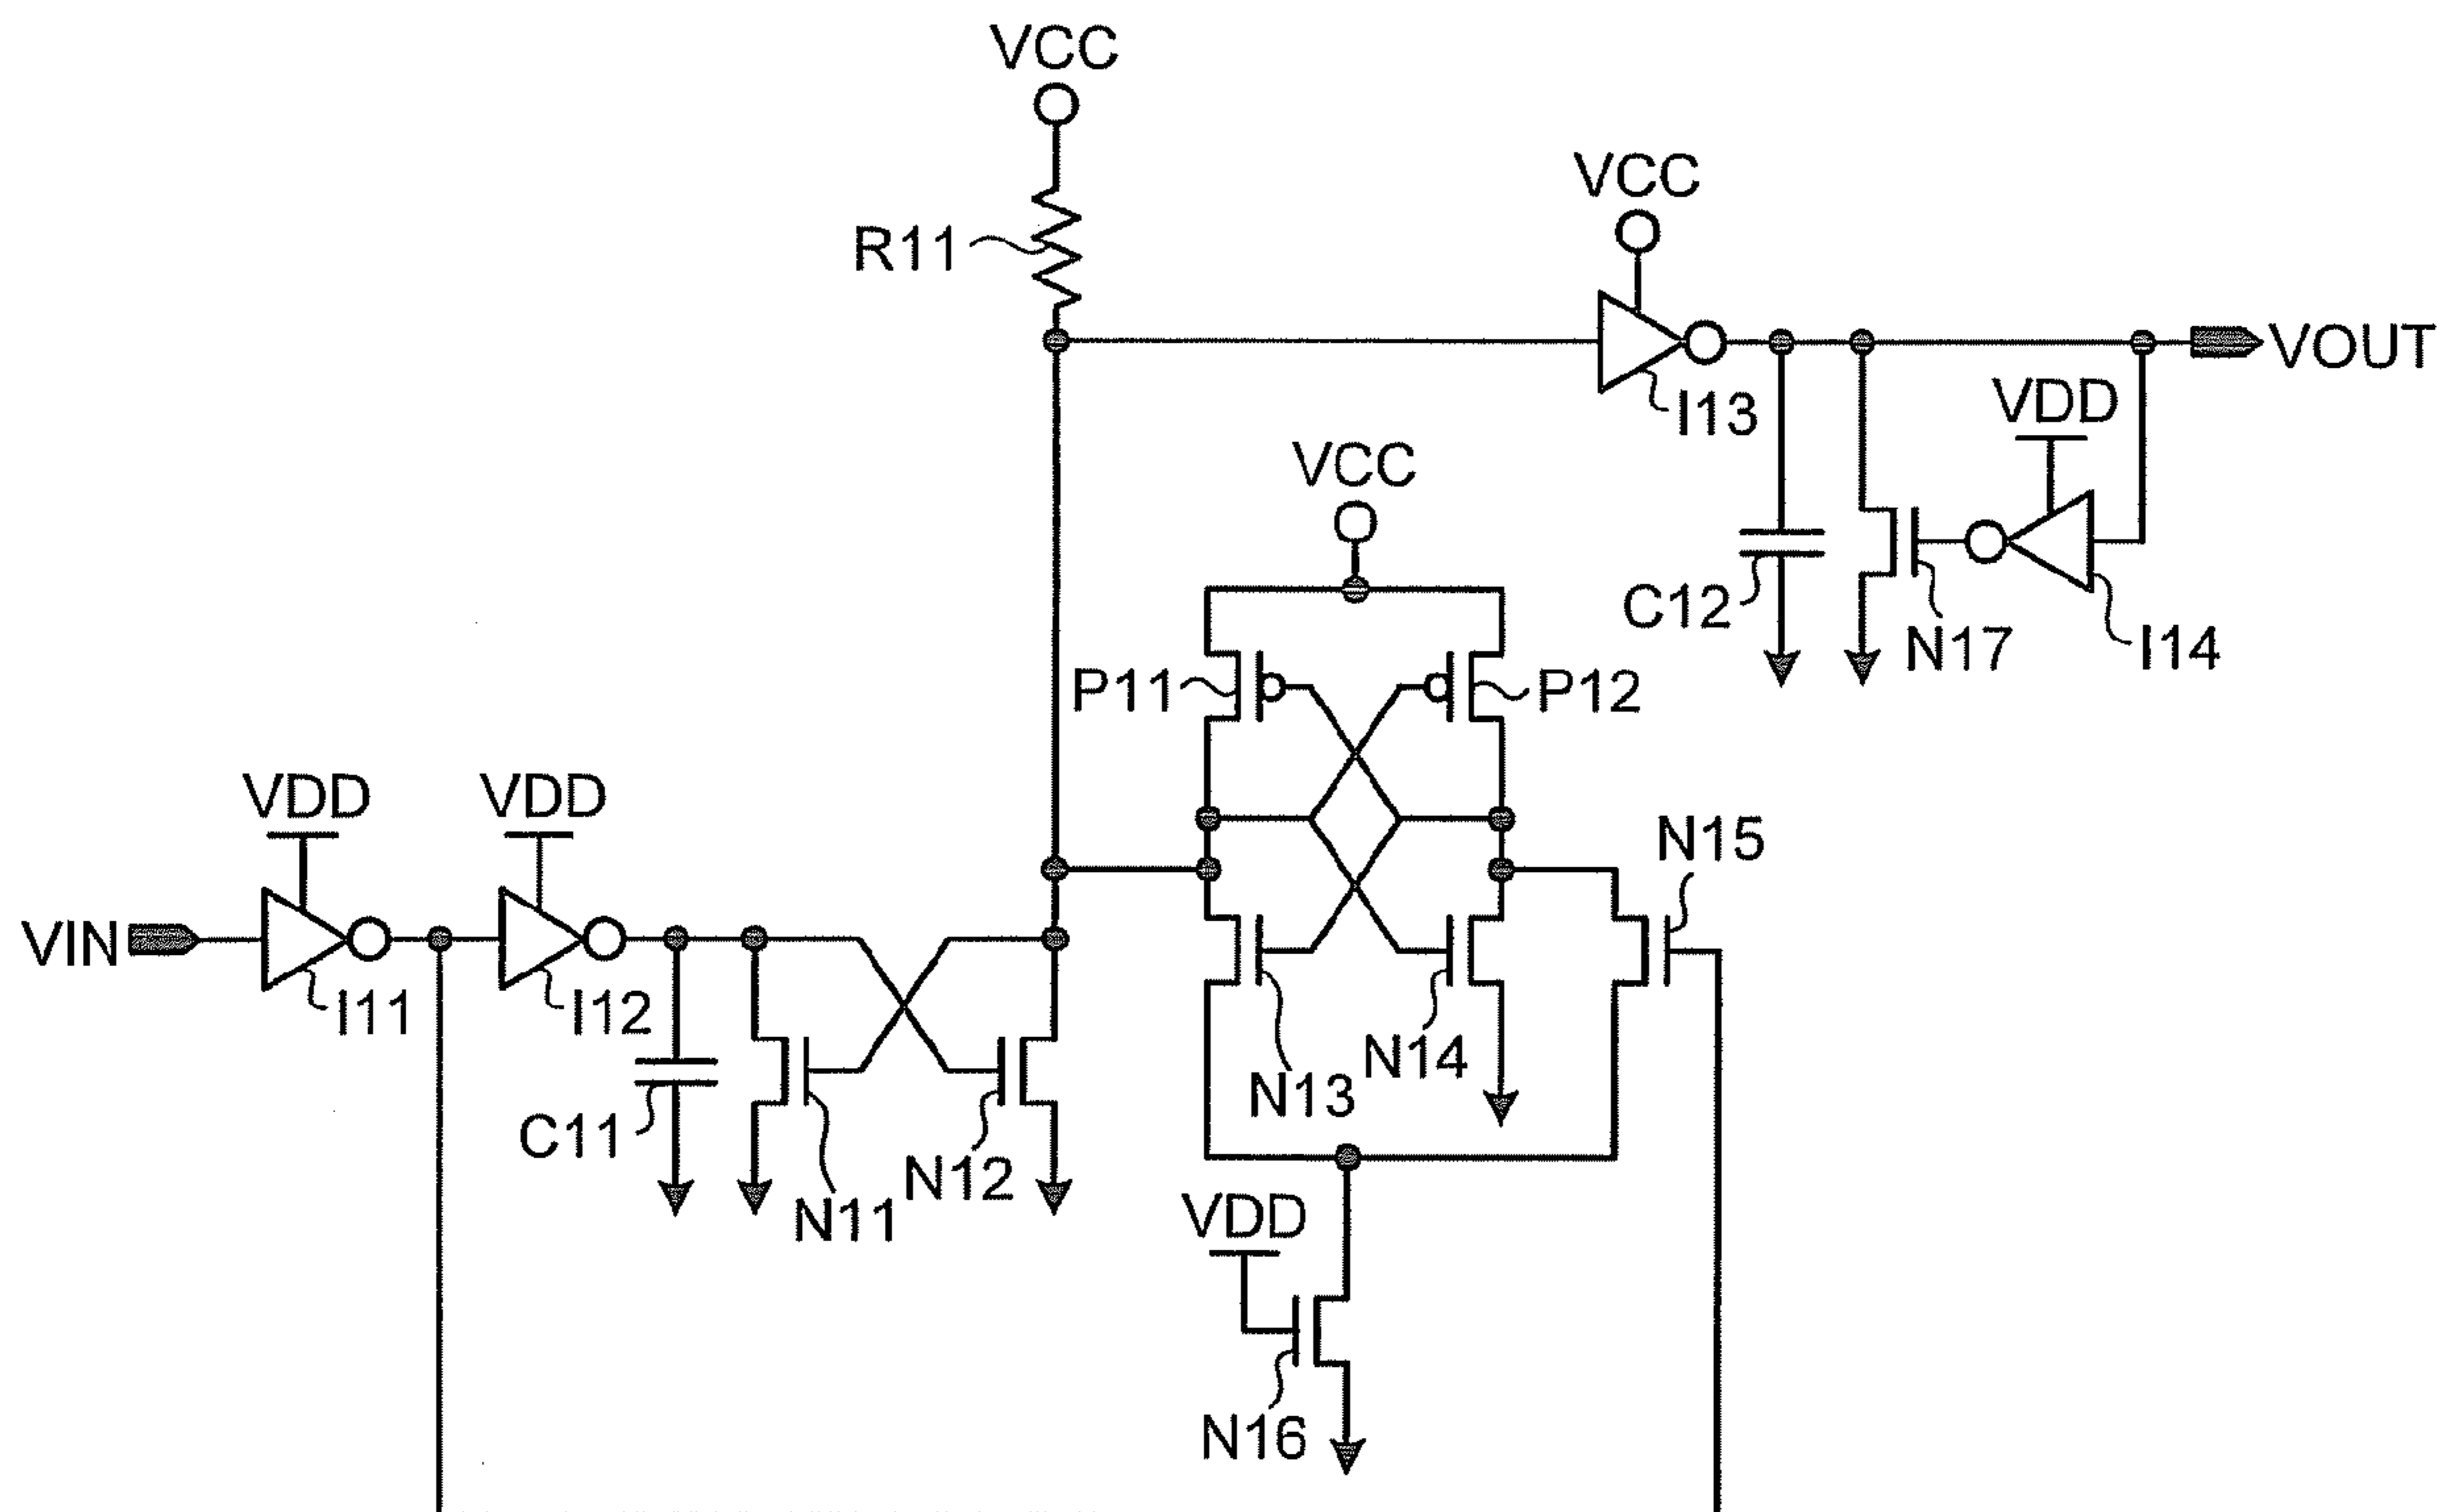 VCC
VCC
R11
VOUT
I13
VDD
VCC
C12
N17
I14
P11
P12
VDD
VDD
N15
VIN
I11
I12
N14
N13
C11
N12
N11
VDD
N16